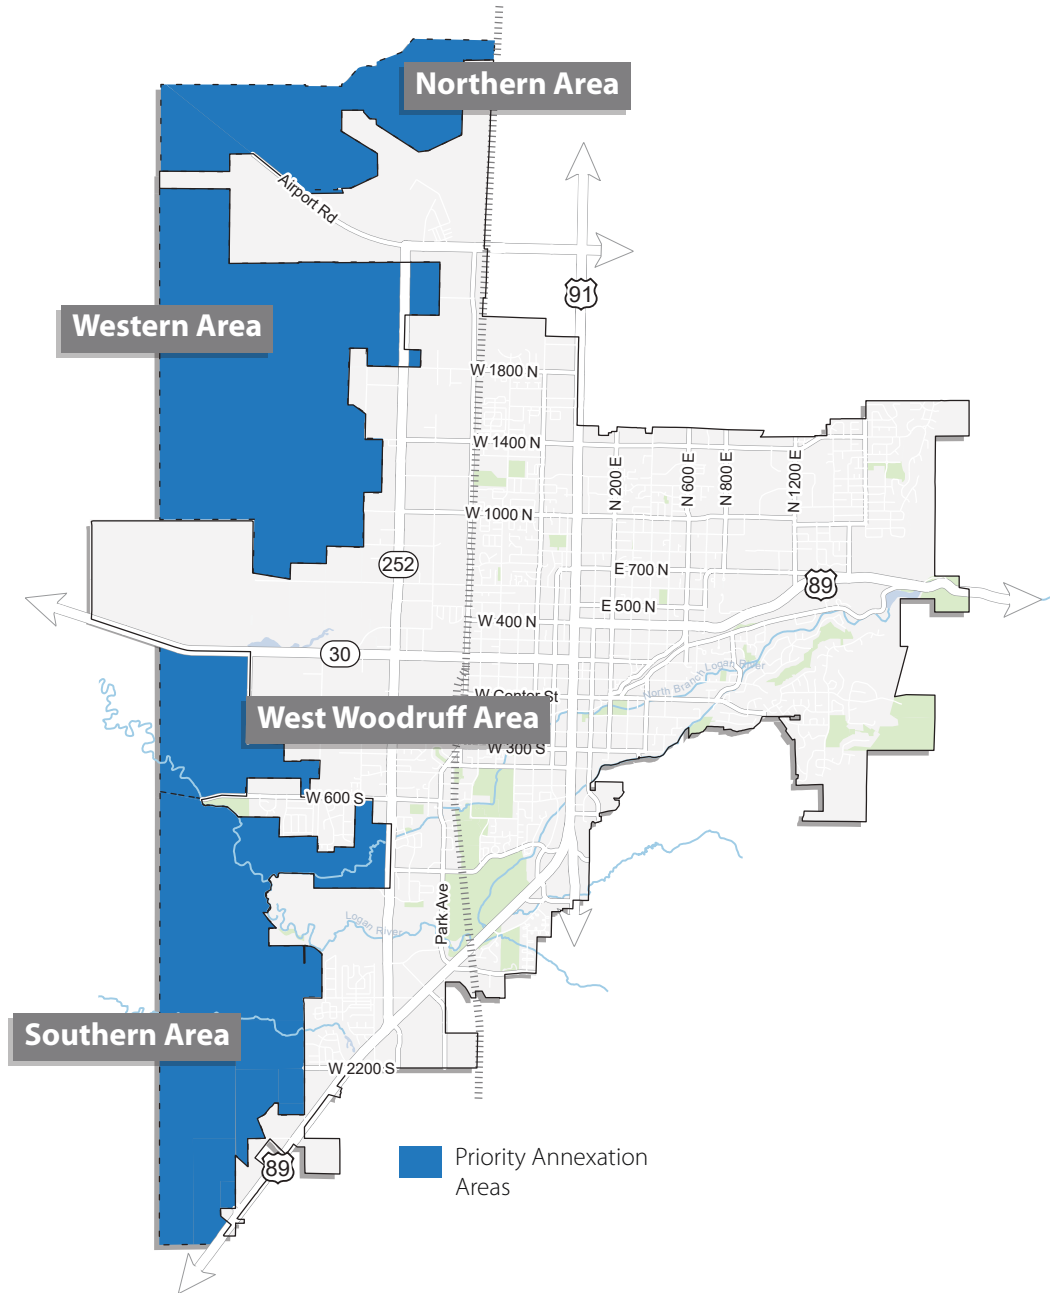 Northern Area
Airport Rd
91
Western Area
W 1800 N
W 1400 N
N 200 E
N 600 E
N 800 E
N 1200 E
W 1000 N
252
E 700 N
89
E 500 N
W 400 N
30
North Branch Logan River
W Center St
West Woodruff Area
W 300 S
W 600 S
Park Ave
Logan River
Southern Area
W 2200 S
89
Priority Annexation
Areas